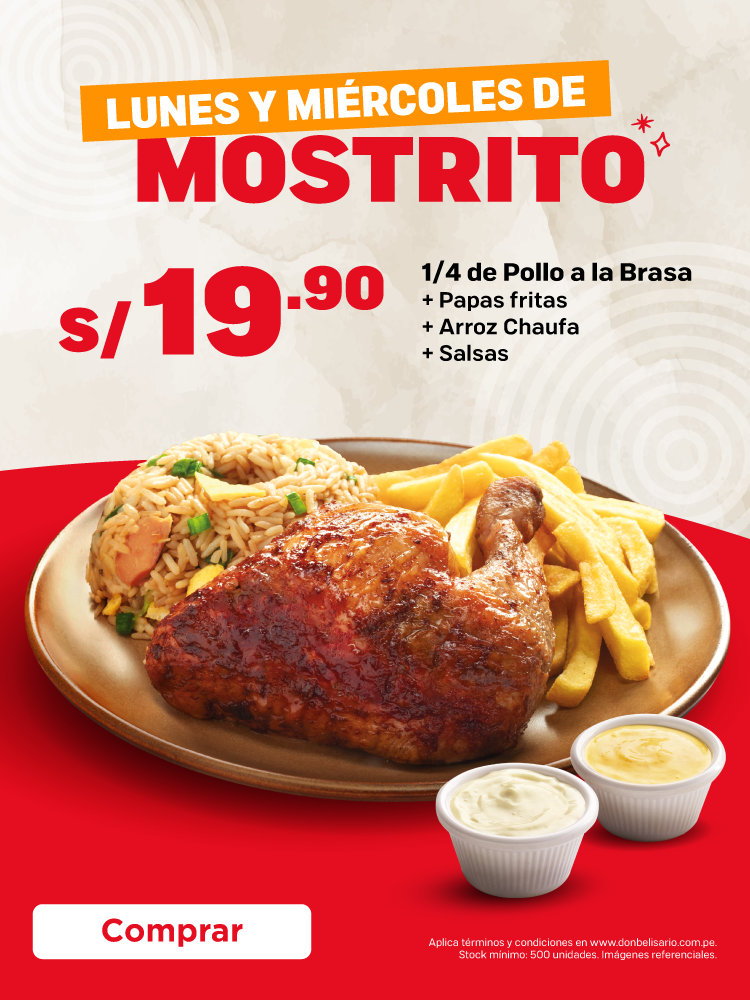 LUNES Y MIÉRCOLES DE
MOSTRITO
S/19.90
1/4 de Pollo a la Brasa
+ Papas fritas
+ Arroz Chaufa
+ Salsas
Comprar
Aplica términos y condiciones en www.donbelisario.com.pe.
Stock mínimo: 500 unidades. Imágenes referenciales.